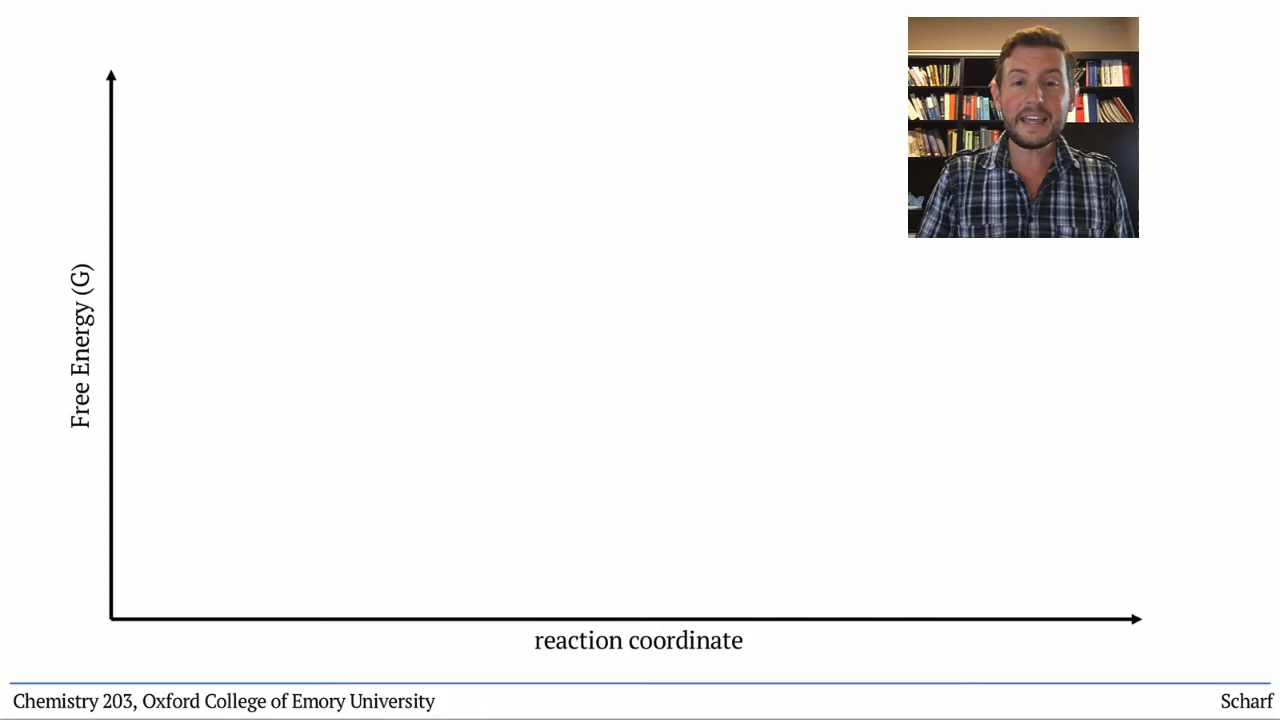 Free Energy (G)
reaction coordinate
Chemistry 203, Oxford College of Emory University
Scharf